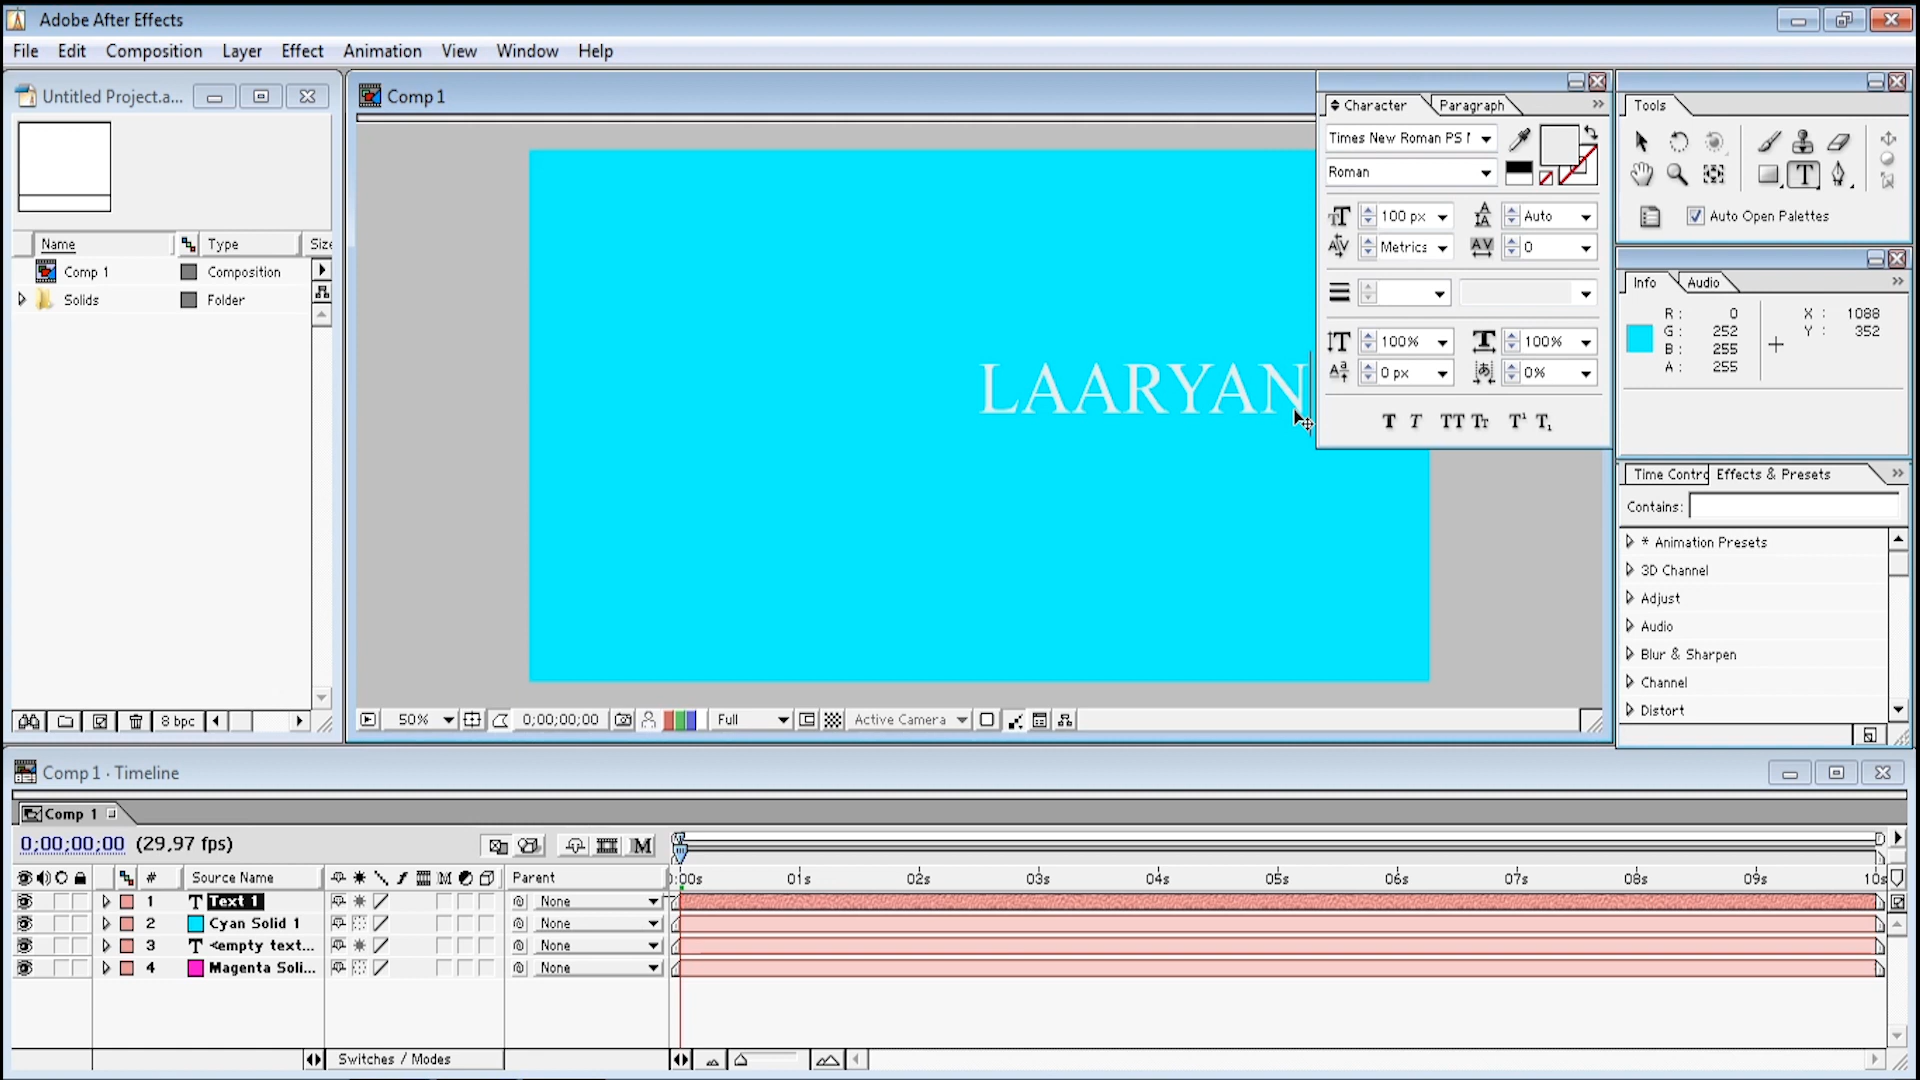 Adobe After Effects
File Edit Composition Layer Effect Animation View Window Help
Untitled Project.a...
Name Type Size
Comp 1 Composition
Solids Folder
8 bpc
Comp 1
LAARYAN
50% 0;00;00;00 Full Active Camera
Character Paragraph
Times New Roman PS
Roman
100 px Auto
Metrics 0
100% 100%
0 px 0%
T T TT Tt T¹ T₁
Tools
Auto Open Palettes
Info Audio
R: 0 X: 1088
G: 252 Y: 352
B: 255
A: 255
Time Contro Effects & Presets
Contains:
* Animation Presets
3D Channel
Adjust
Audio
Blur & Sharpen
Channel
Distort
Comp 1 · Timeline
Comp 1
0;00;00;00 (29,97 fps)
# Source Name Parent
:00s 01s 02s 03s 04s 05s 06s 07s 08s 09s 10s
1 T Text 1 None
2 Cyan Solid 1 None
3 T <empty text... None
4 Magenta Soli... None
Switches / Modes